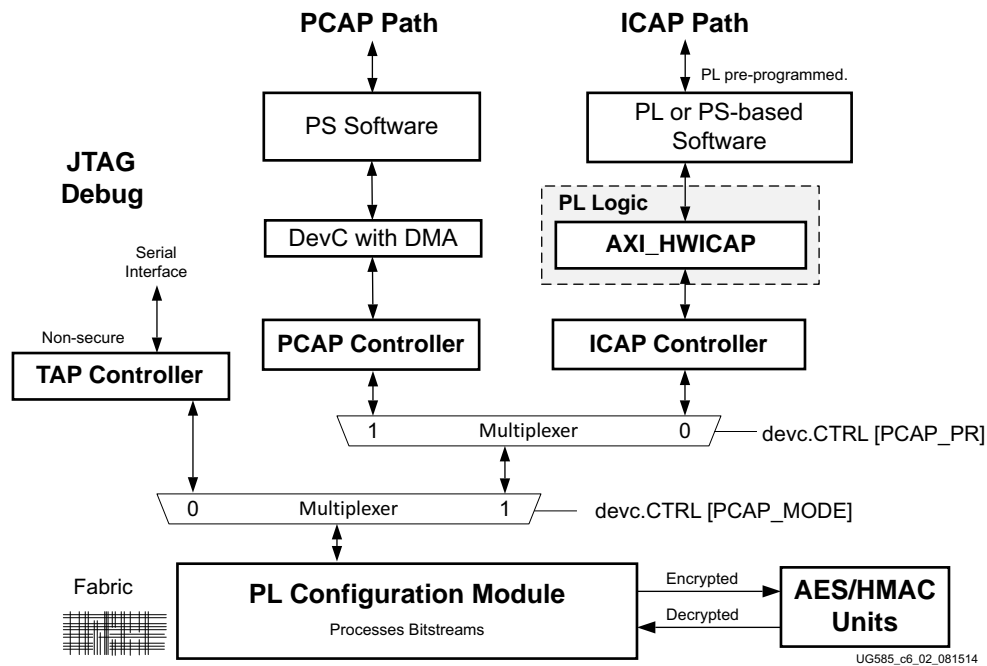 PCAP Path
ICAP Path
PL pre-programmed.
PS Software
PL or PS-based
Software
JTAG
Debug
PL Logic
DevC with DMA
AXI_HWICAP
Serial
Interface
Non-secure
TAP Controller
PCAP Controller
ICAP Controller
1 Multiplexer 0
devc.CTRL [PCAP_PR]
0 Multiplexer 1
devc.CTRL [PCAP_MODE]
Fabric
PL Configuration Module
Processes Bitstreams
Encrypted
Decrypted
AES/HMAC
Units
UG585_c6_02_081514